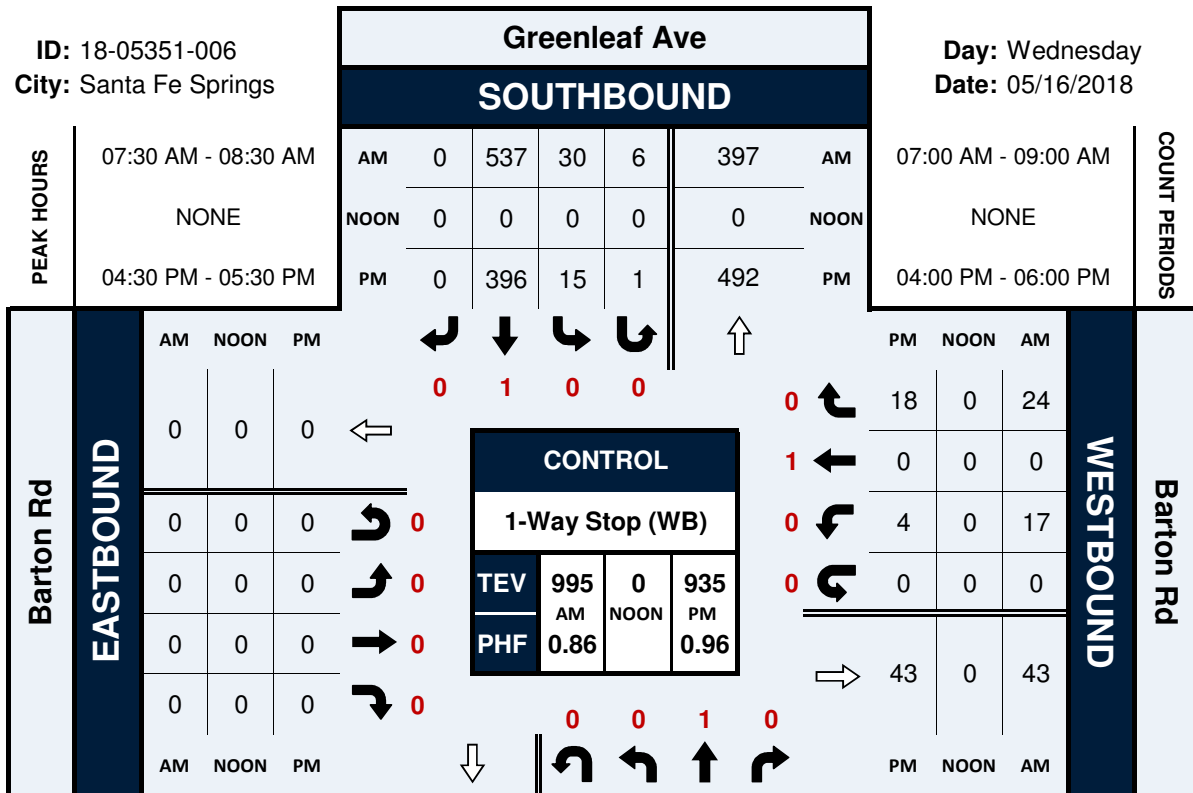 Greenleaf Ave
ID: 18-05351-006
Day: Wednesday
City: Santa Fe Springs
Date: 05/16/2018
SOUTHBOUND
PEAK HOURS
07:30 AM - 08:30 AM
AM 0 537 30 6 397 AM
07:00 AM - 09:00 AM
COUNT PERIODS
NONE
NOON 0 0 0 0 0 NOON
NONE
04:30 PM - 05:30 PM
PM 0 396 15 1 492 PM
04:00 PM - 06:00 PM
Barton Rd
EASTBOUND
AM NOON PM
0 0 0
0 0 0 0
0 0 0 0
0 0 0 0
0 0 0 0
AM NOON PM
0 1 0 0
CONTROL
1-Way Stop (WB)
TEV 995 0 935
AM NOON PM
PHF 0.86 0.96
0 0 1 0
PM NOON AM
0 18 0 24
1 0 0 0
0 4 0 17
0 0 0 0
43 0 43
PM NOON AM
WESTBOUND
Barton Rd